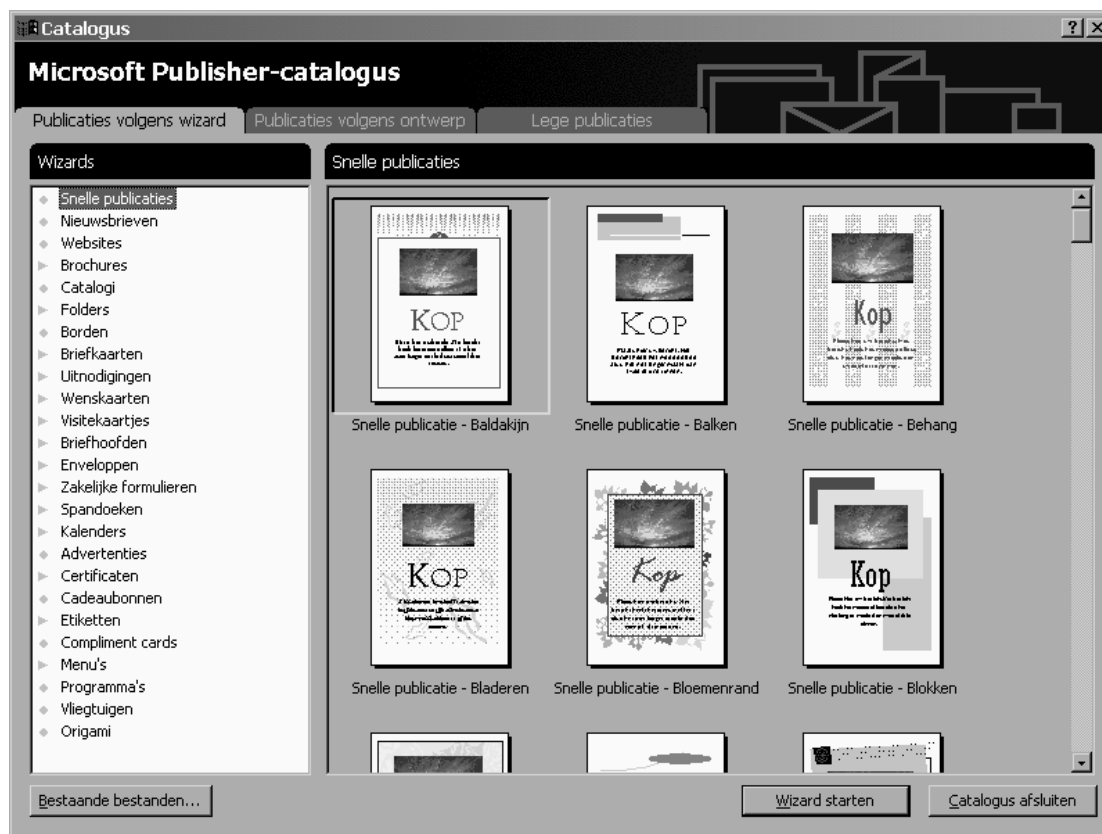 Catalogus
Microsoft Publisher-catalogus
Publicaties volgens wizard
Publicaties volgens ontwerp
Lege publicaties
Wizards
Snelle publicaties
Nieuwsbrieven
Websites
Brochures
Catalogi
Folders
Borden
Briefkaarten
Uitnodigingen
Wenskaarten
Visitekaartjes
Briefhoofden
Enveloppen
Zakelijke formulieren
Spandoeken
Kalenders
Advertenties
Certificaten
Cadeaubonnen
Etiketten
Compliment cards
Menu's
Programma's
Vliegtuigen
Origami
Snelle publicaties
KOP
KOP
Kop
Snelle publicatie - Baldakijn
Snelle publicatie - Balken
Snelle publicatie - Behang
KOP
Kop
Kop
Snelle publicatie - Bladeren
Snelle publicatie - Bloemenrand
Snelle publicatie - Blokken
Bestaande bestanden...
Wizard starten
Catalogus afsluiten